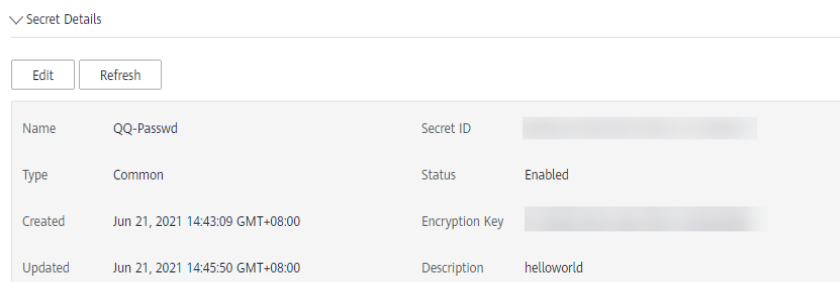 Secret Details
Edit Refresh
Name QQ-Passwd Secret ID
Type Common Status Enabled
Created Jun 21, 2021 14:43:09 GMT+08:00 Encryption Key
Updated Jun 21, 2021 14:45:50 GMT+08:00 Description helloworld